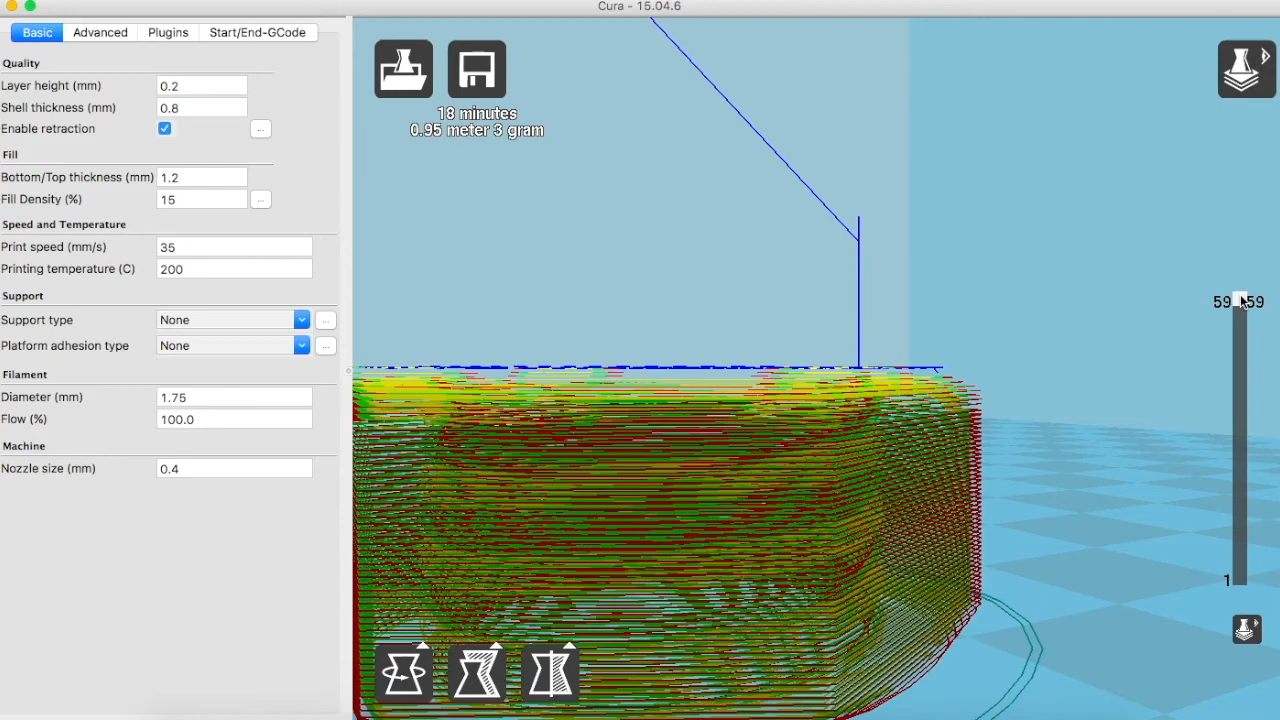 Cura - 15.04.6
Basic Advanced Plugins Start/End-GCode
Quality
Layer height (mm) 0.2
Shell thickness (mm) 0.8
Enable retraction ...
Fill
Bottom/Top thickness (mm) 1.2
Fill Density (%) 15 ...
Speed and Temperature
Print speed (mm/s) 35
Printing temperature (C) 200
Support
Support type None ...
Platform adhesion type None ...
Filament
Diameter (mm) 1.75
Flow (%) 100.0
Machine
Nozzle size (mm) 0.4
18 minutes
0.95 meter 3 gram
59 59
1